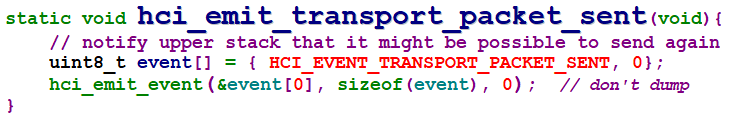 static void hci_emit_transport_packet_sent(void){
    // notify upper stack that it might be possible to send again
    uint8_t event[] = { HCI_EVENT_TRANSPORT_PACKET_SENT, 0};
    hci_emit_event(&event[0], sizeof(event), 0);  // don't dump
}